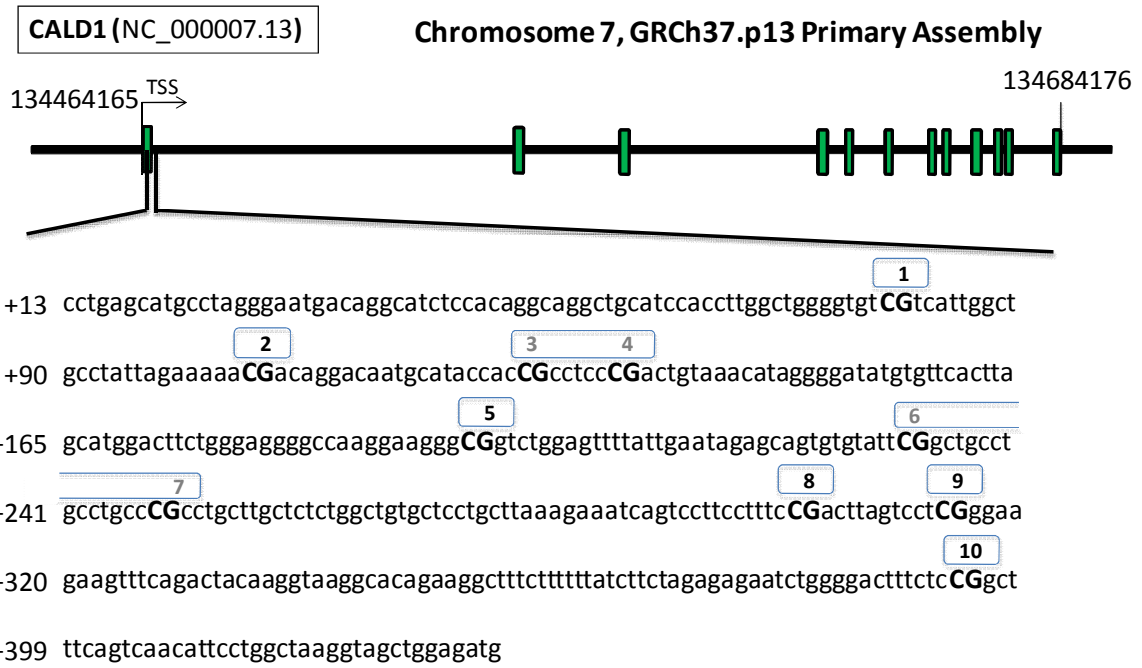 CALD1 (NC_000007.13)
Chromosome 7, GRCh37.p13 Primary Assembly
134464165
TSS
134684176
1
+13 cctgagcatgcctagggaatgacaggcatctccacaggcaggctgcatccaccttggctggggtgtCGtcattggct
2 3 4
+90 gcctattagaaaaaCGacaggacaatgcataccacCGcctccCGactgtaaacataggggatatgtgttcactta
5 6
-165 gcatggacttctgggaggggccaaggaagggCGgtctggagttttattgaatagagcagtgtgtattCGgctgcct
7 8 9
-241 gcctgccCGcctgcttgctctctggctgtgctcctgcttaaagaaatcagtccttcctttcCGacttagtcctCGggaa
10
-320 gaagtttcagactacaaggtaaggcacagaaggctttcttttttatcttctagagagaatctggggactttctcCGgct
-399 ttcagtcaacattcctggctaaggtagctggagatg